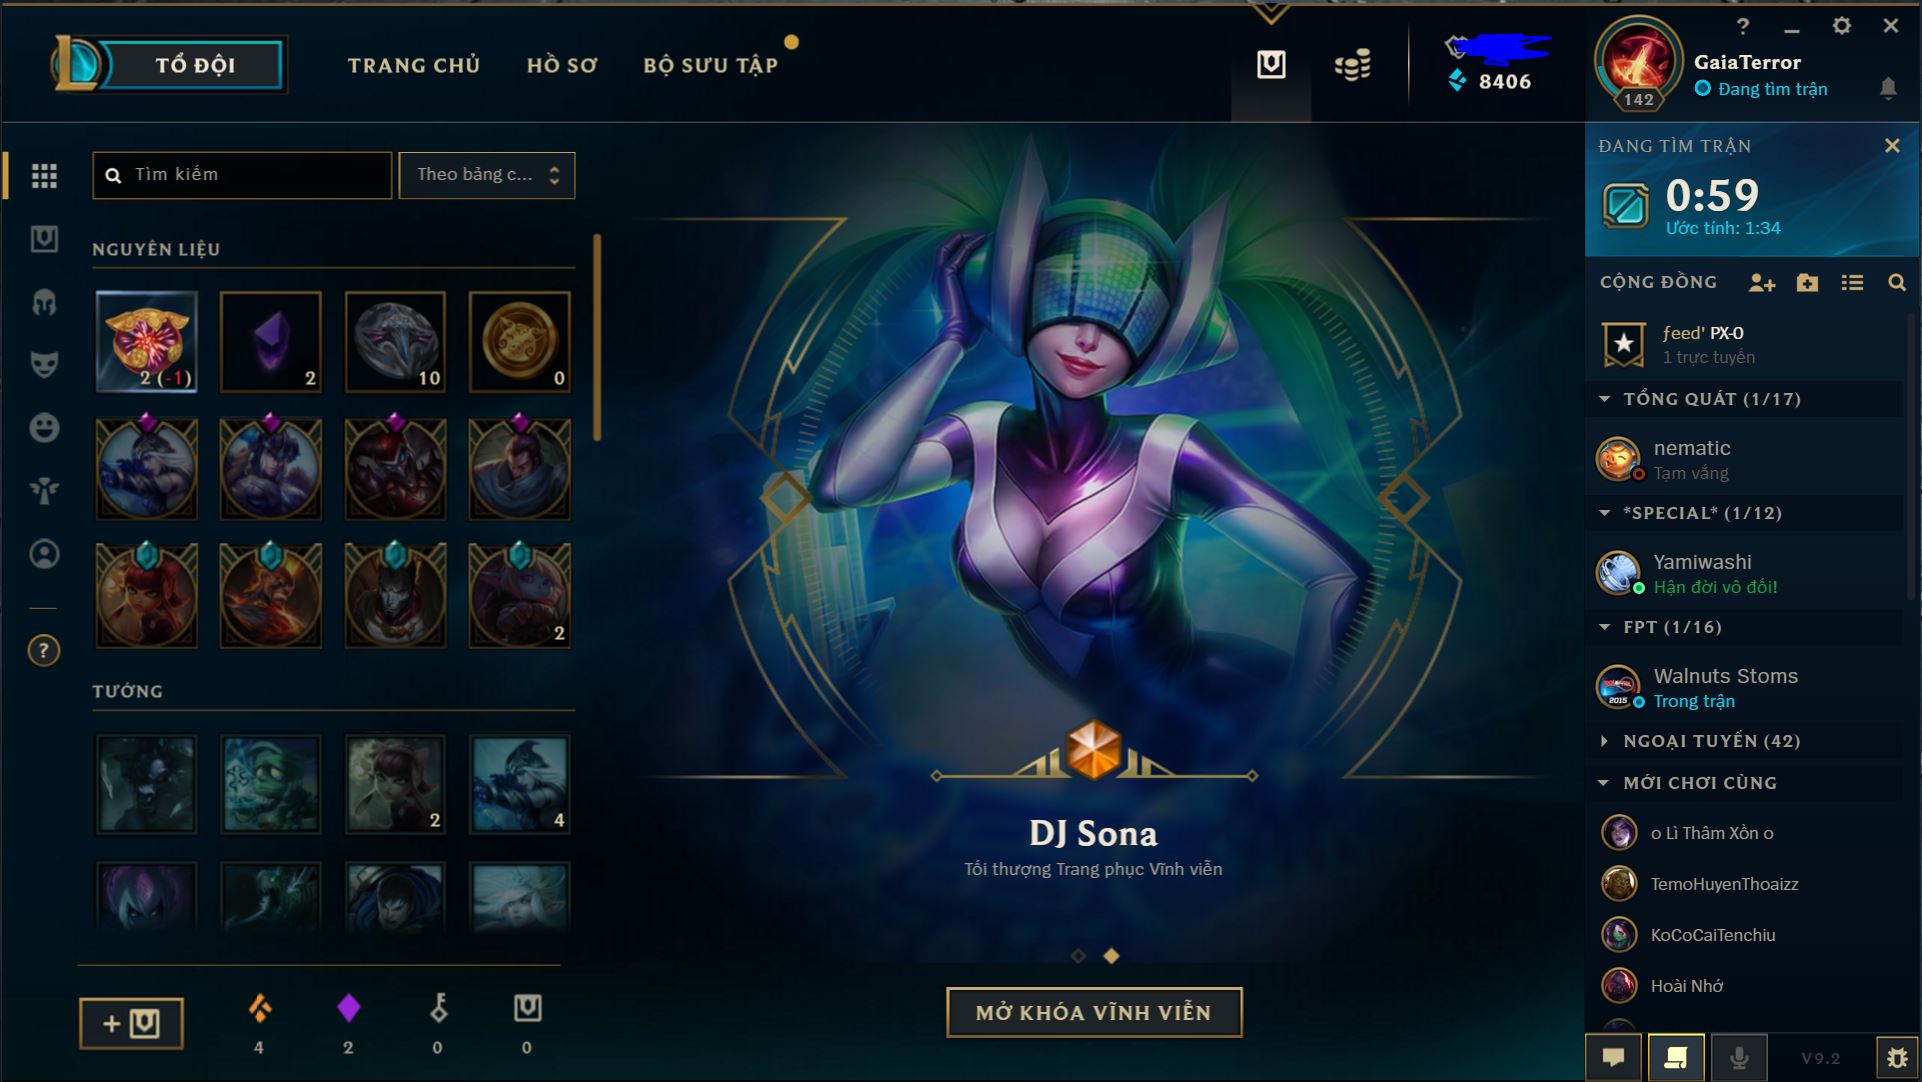 TỔ ĐỘI
TRANG CHỦ
HỒ SƠ
BỘ SƯU TẬP
8406
?
GaiaTerror
Đang tìm trận
142
Tìm kiếm
Theo bảng c...
NGUYÊN LIỆU
2 (-1)
2
10
0
2
TƯỚNG
2
4
?
4
2
0
0
DJ Sona
Tối thượng Trang phục Vĩnh viễn
MỞ KHÓA VĨNH VIỄN
ĐANG TÌM TRẬN
0:59
Ước tính: 1:34
CỘNG ĐỒNG
feed' PX-O
1 trực tuyến
TỔNG QUÁT (1/17)
nematic
Tạm vắng
*SPECIAL* (1/12)
Yamiwashi
Hận đời vô đối!
FPT (1/16)
Walnuts Stoms
2015
Trong trận
NGOẠI TUYẾN (42)
MỚI CHƠI CÙNG
o Lì Thâm Xồn o
TemoHuyenThoaizz
KoCoCaiTenchiu
Hoài Nhớ
V9.2